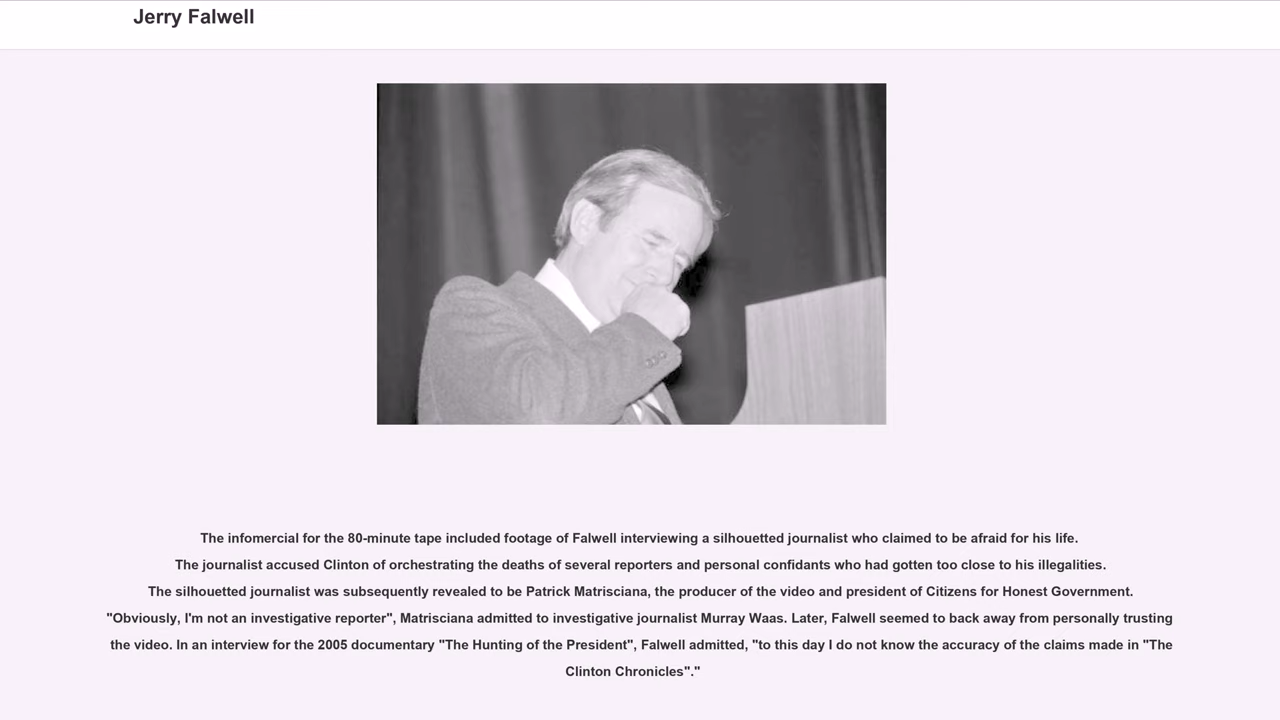 Jerry Falwell
The infomercial for the 80-minute tape included footage of Falwell interviewing a silhouetted journalist who claimed to be afraid for his life.
The journalist accused Clinton of orchestrating the deaths of several reporters and personal confidants who had gotten too close to his illegalities.
The silhouetted journalist was subsequently revealed to be Patrick Matrisciana, the producer of the video and president of Citizens for Honest Government.
"Obviously, I'm not an investigative reporter", Matrisciana admitted to investigative journalist Murray Waas. Later, Falwell seemed to back away from personally trusting
the video. In an interview for the 2005 documentary "The Hunting of the President", Falwell admitted, "to this day I do not know the accuracy of the claims made in "The
Clinton Chronicles"."